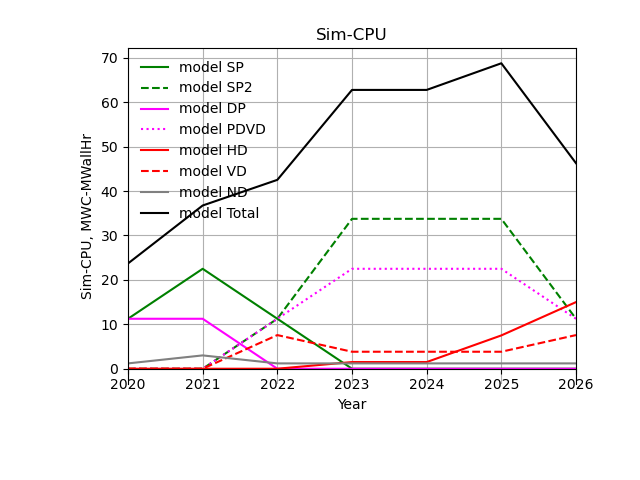 Sim-CPU
70
60
50
40
30
20
10
0
Sim-CPU, MWC-MWallHr
model SP
model SP2
model DP
model PDVD
model HD
model VD
model ND
model Total
2020 2021 2022 2023 2024 2025 2026
Year